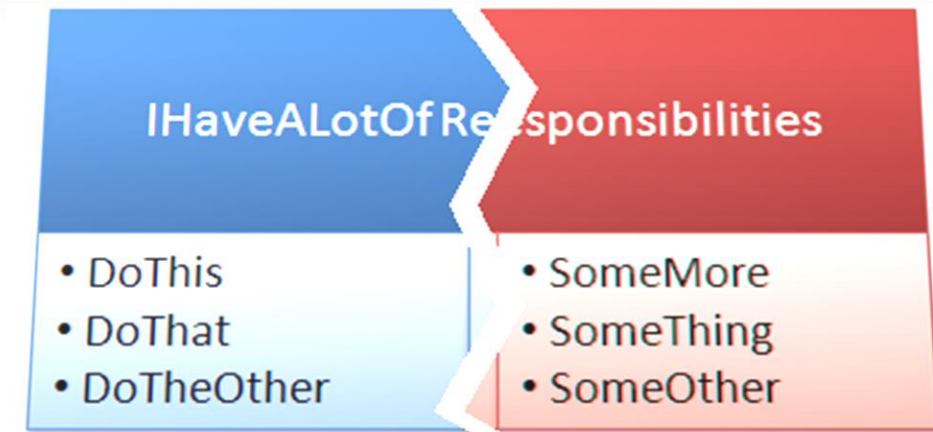 IHaveALotOfResponsibilities
• DoThis
• DoThat
• DoTheOther
• SomeMore
• SomeThing
• SomeOther